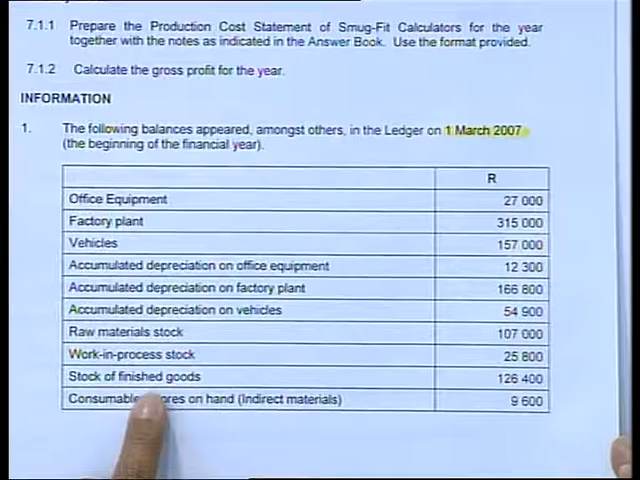 7.1.1 Prepare the Production Cost Statement of Smug-Fit Calculators for the year
together with the notes as indicated in the Answer Book. Use the format provided.
7.1.2 Calculate the gross profit for the year.
INFORMATION
1. The following balances appeared, amongst others, in the Ledger on 1 March 2007
(the beginning of the financial year).
R
Office Equipment 27 000
Factory plant 315 000
Vehicles 157 000
Accumulated depreciation on office equipment 12 300
Accumulated depreciation on factory plant 166 800
Accumulated depreciation on vehicles 54 900
Raw materials stock 107 000
Work-in-process stock 25 800
Stock of finished goods 126 400
on hand (Indirect materials) 9 600